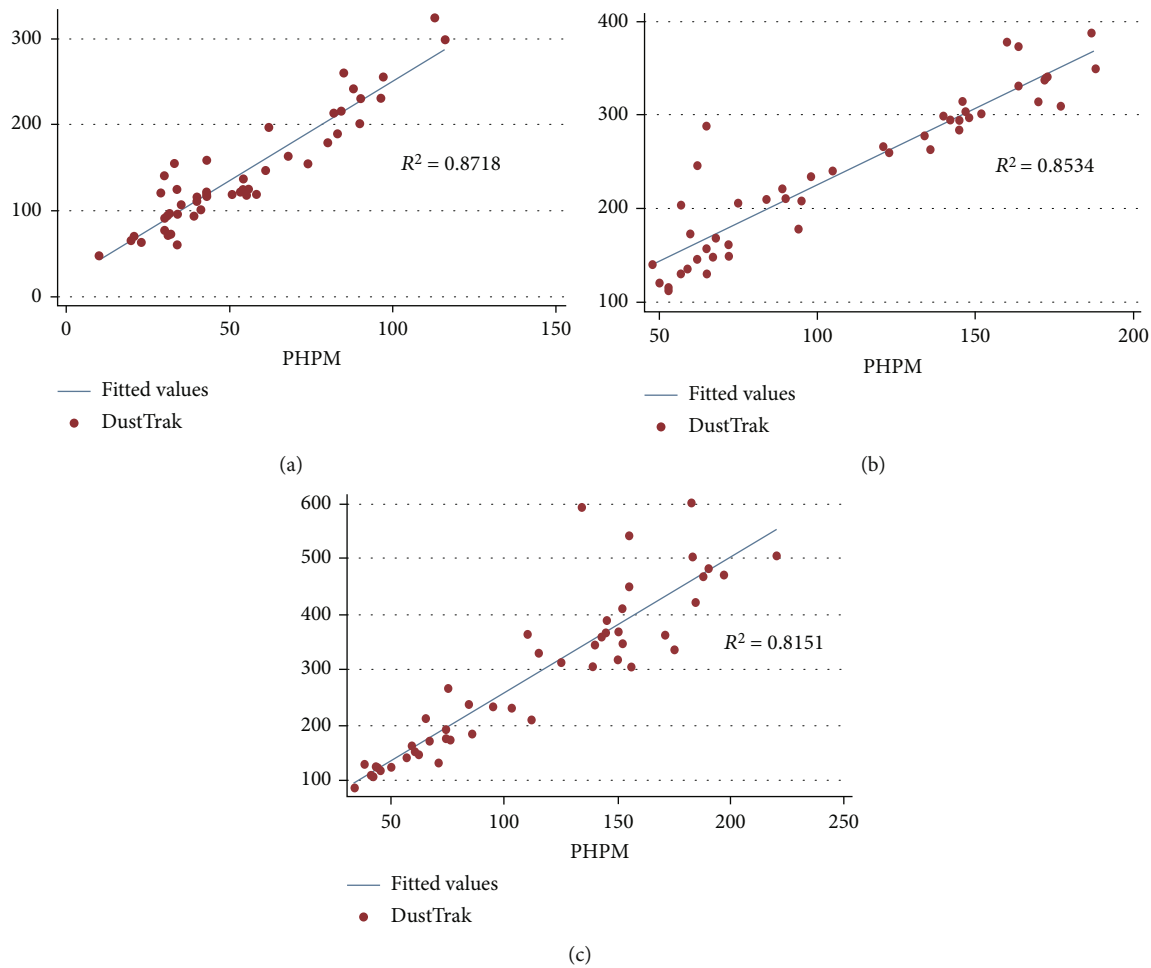 300
200
100
0
R² = 0.8718
0 50 100 150
PHPM
Fitted values
DustTrak
(a)
400
300
200
100
R² = 0.8534
50 100 150 200
PHPM
Fitted values
DustTrak
(b)
600
500
400
300
200
100
R² = 0.8151
50 100 150 200 250
PHPM
Fitted values
DustTrak
(c)